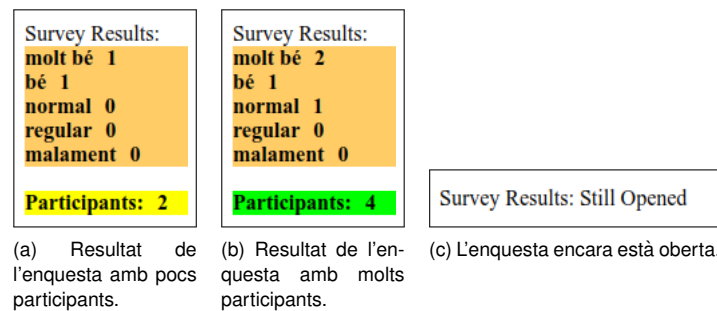 Survey Results:
molt bé 1
bé 1
normal 0
regular 0
malament 0
Participants: 2
(a) Resultat de
l'enquesta amb pocs
participants.
Survey Results:
molt bé 2
bé 1
normal 1
regular 0
malament 0
Participants: 4
(b) Resultat de l'en-
questa amb molts
participants.
Survey Results: Still Opened
(c) L'enquesta encara està oberta.